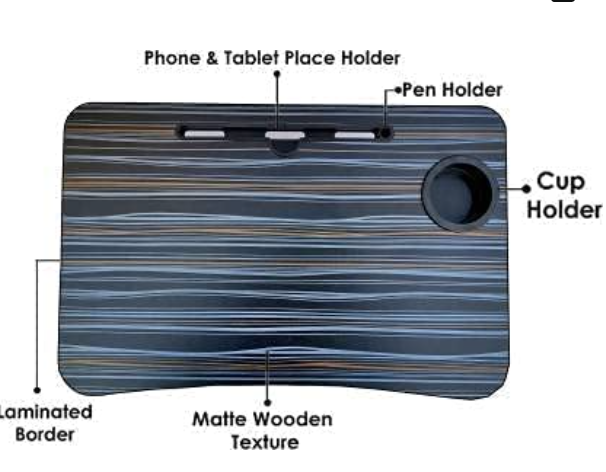 Phone & Tablet Place Holder
Pen Holder
Cup
Holder
Laminated
Border
Matte Wooden
Texture